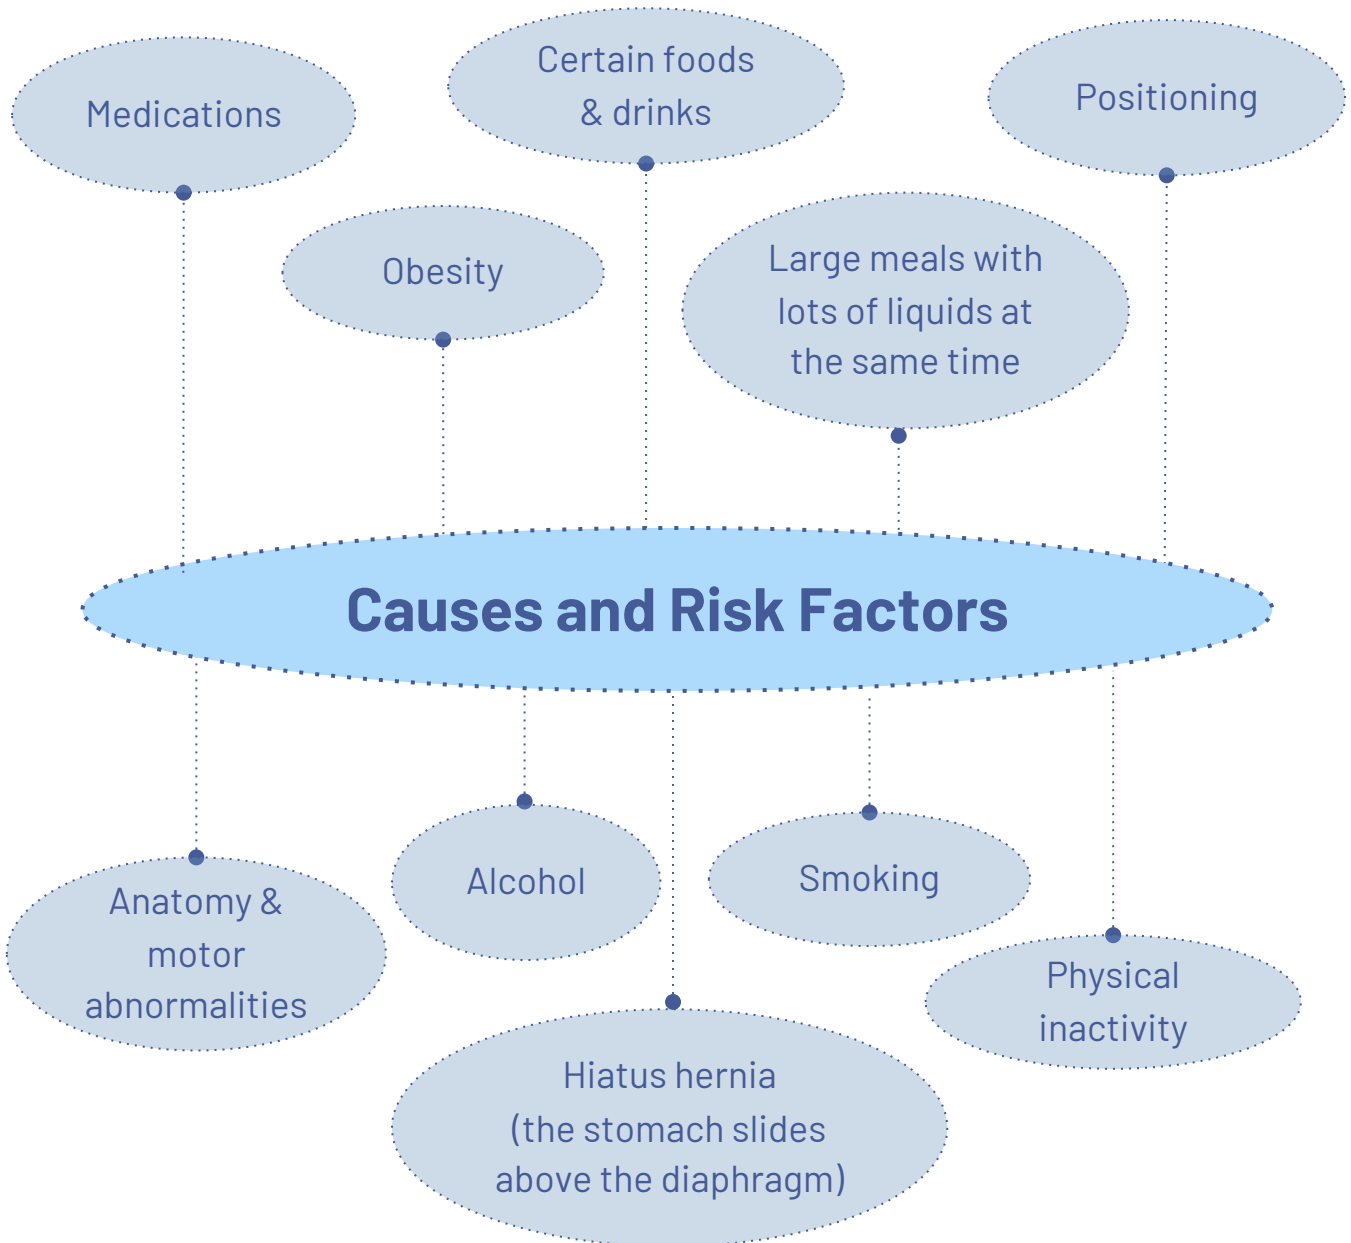 Medications
Certain foods
& drinks
Positioning
Obesity
Large meals with
lots of liquids at
the same time
Causes and Risk Factors
Anatomy &
motor
abnormalities
Alcohol
Smoking
Physical
inactivity
Hiatus hernia
(the stomach slides
above the diaphragm)